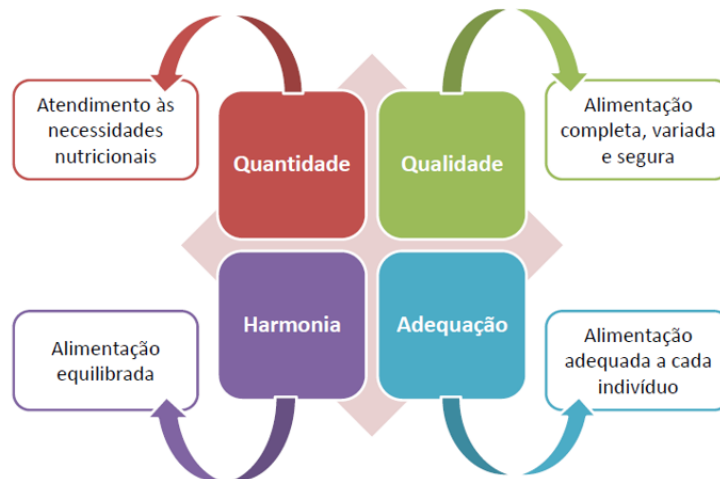 Atendimento às
necessidades
nutricionais
Quantidade
Qualidade
Alimentação
completa, variada
e segura
Alimentação
equilibrada
Harmonia
Adequação
Alimentação
adequada a cada
indivíduo